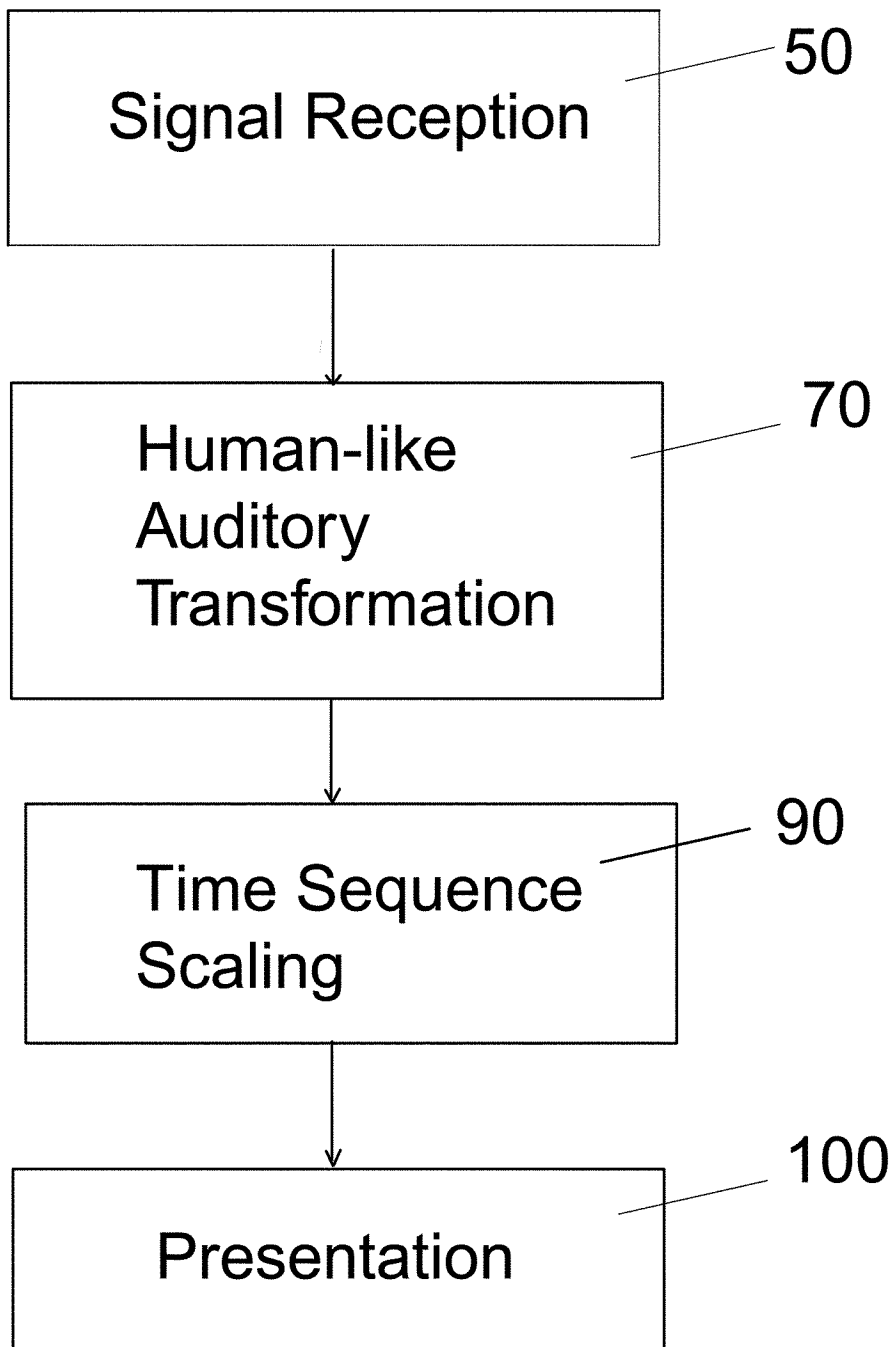 50
Signal Reception
70
Human-like
Auditory
Transformation
90
Time Sequence
Scaling
100
Presentation